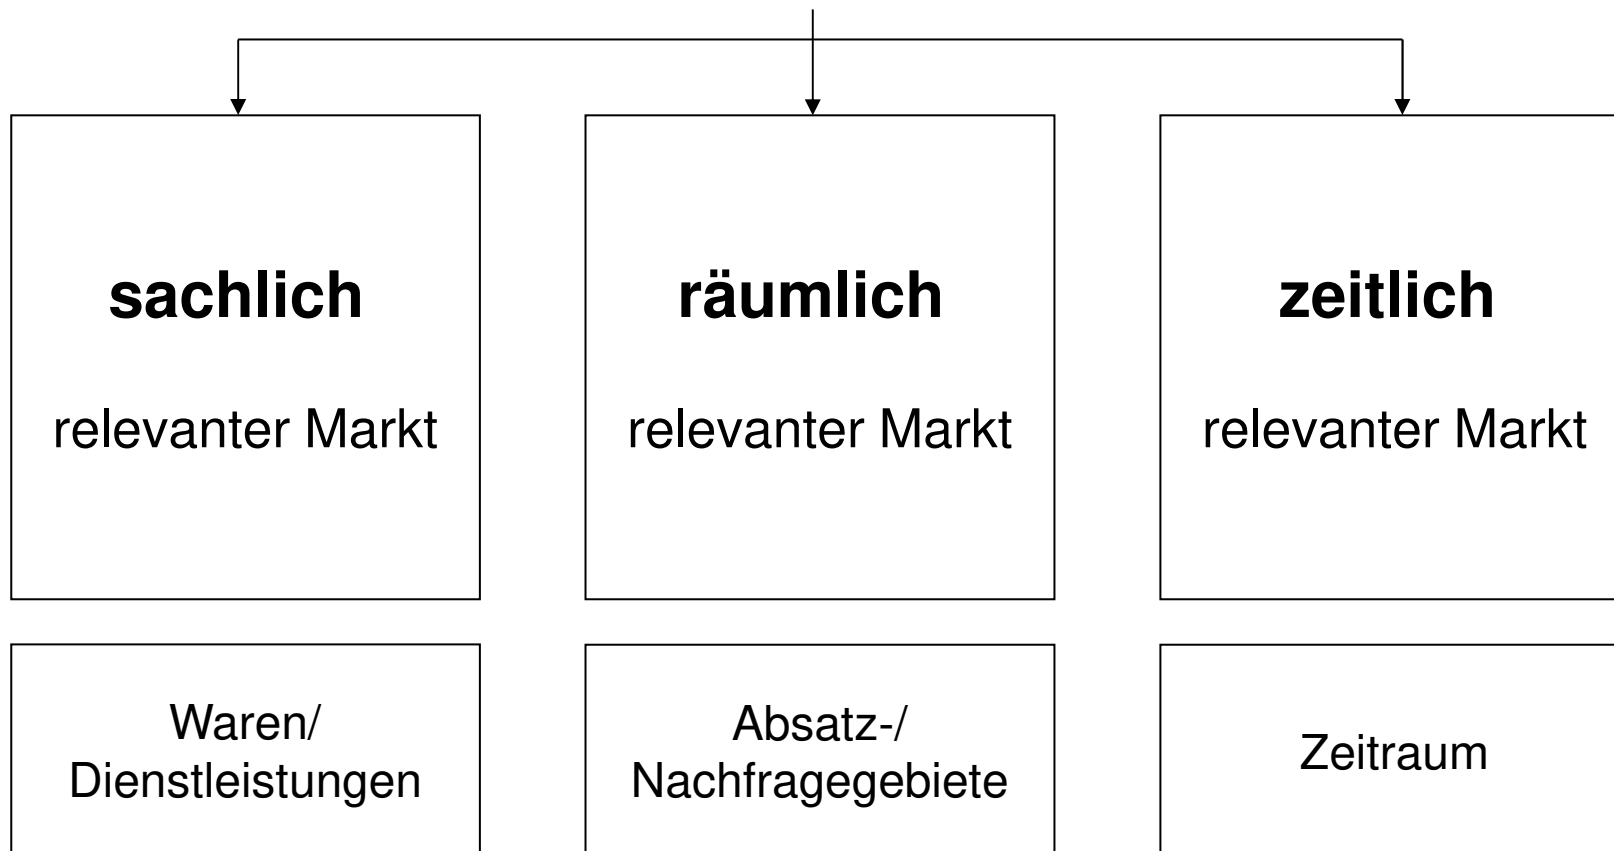 sachlich
relevanter Markt
räumlich
relevanter Markt
zeitlich
relevanter Markt
Waren/
Dienstleistungen
Absatz-/
Nachfragegebiete
Zeitraum